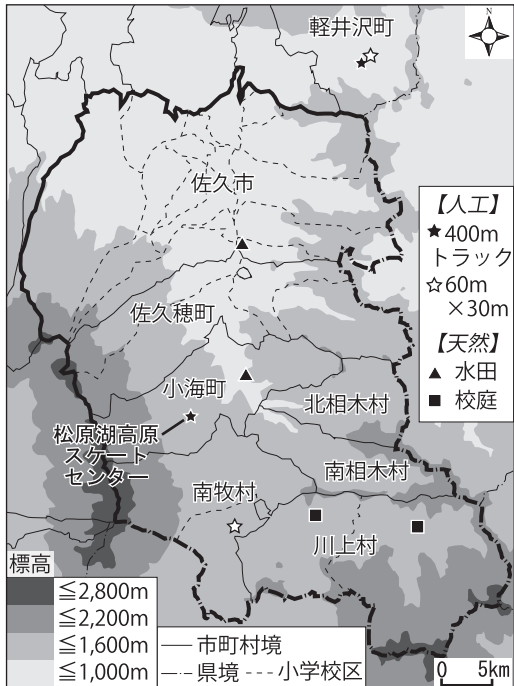 軽井沢町
N
佐久市
【人工】
★400m
トラック
☆60m
×30m
【天然】
▲ 水田
■ 校庭
佐久穂町
小海町
北相木村
松原湖高原
スケート
センター
南相木村
南牧村
川上村
標高
≦2,800m
≦2,200m
≦1,600m
≦1,000m
市町村境
県境
小学校区
0 5km